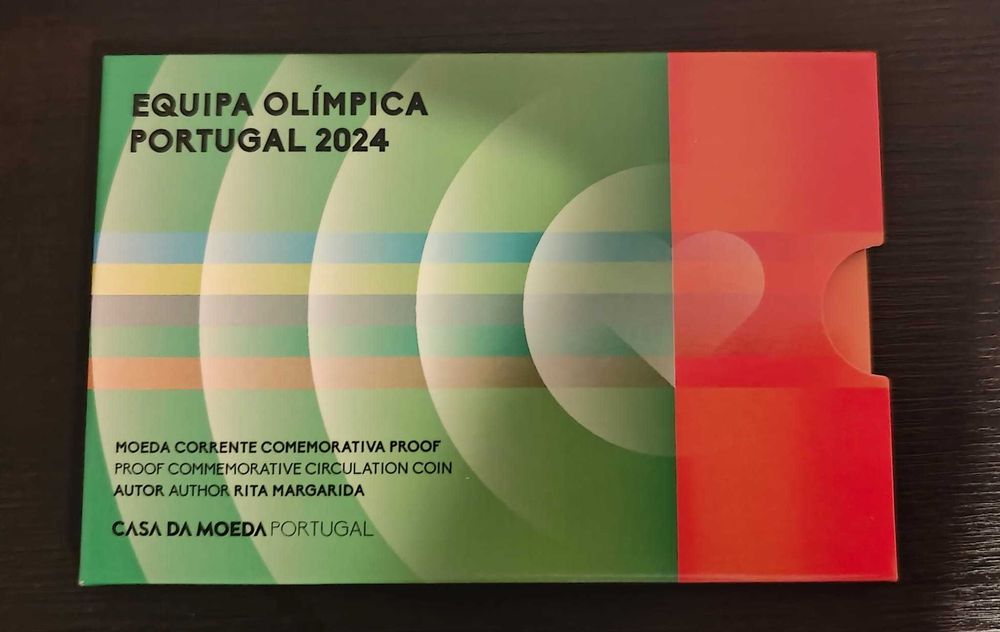 EQUIPA OLÍMPICA
PORTUGAL 2024
MOEDA CORRENTE COMEMORATIVA PROOF
PROOF COMMEMORATIVE CIRCULATION COIN
AUTOR AUTHOR RITA MARGARIDA
CASA DA MOEDA PORTUGAL